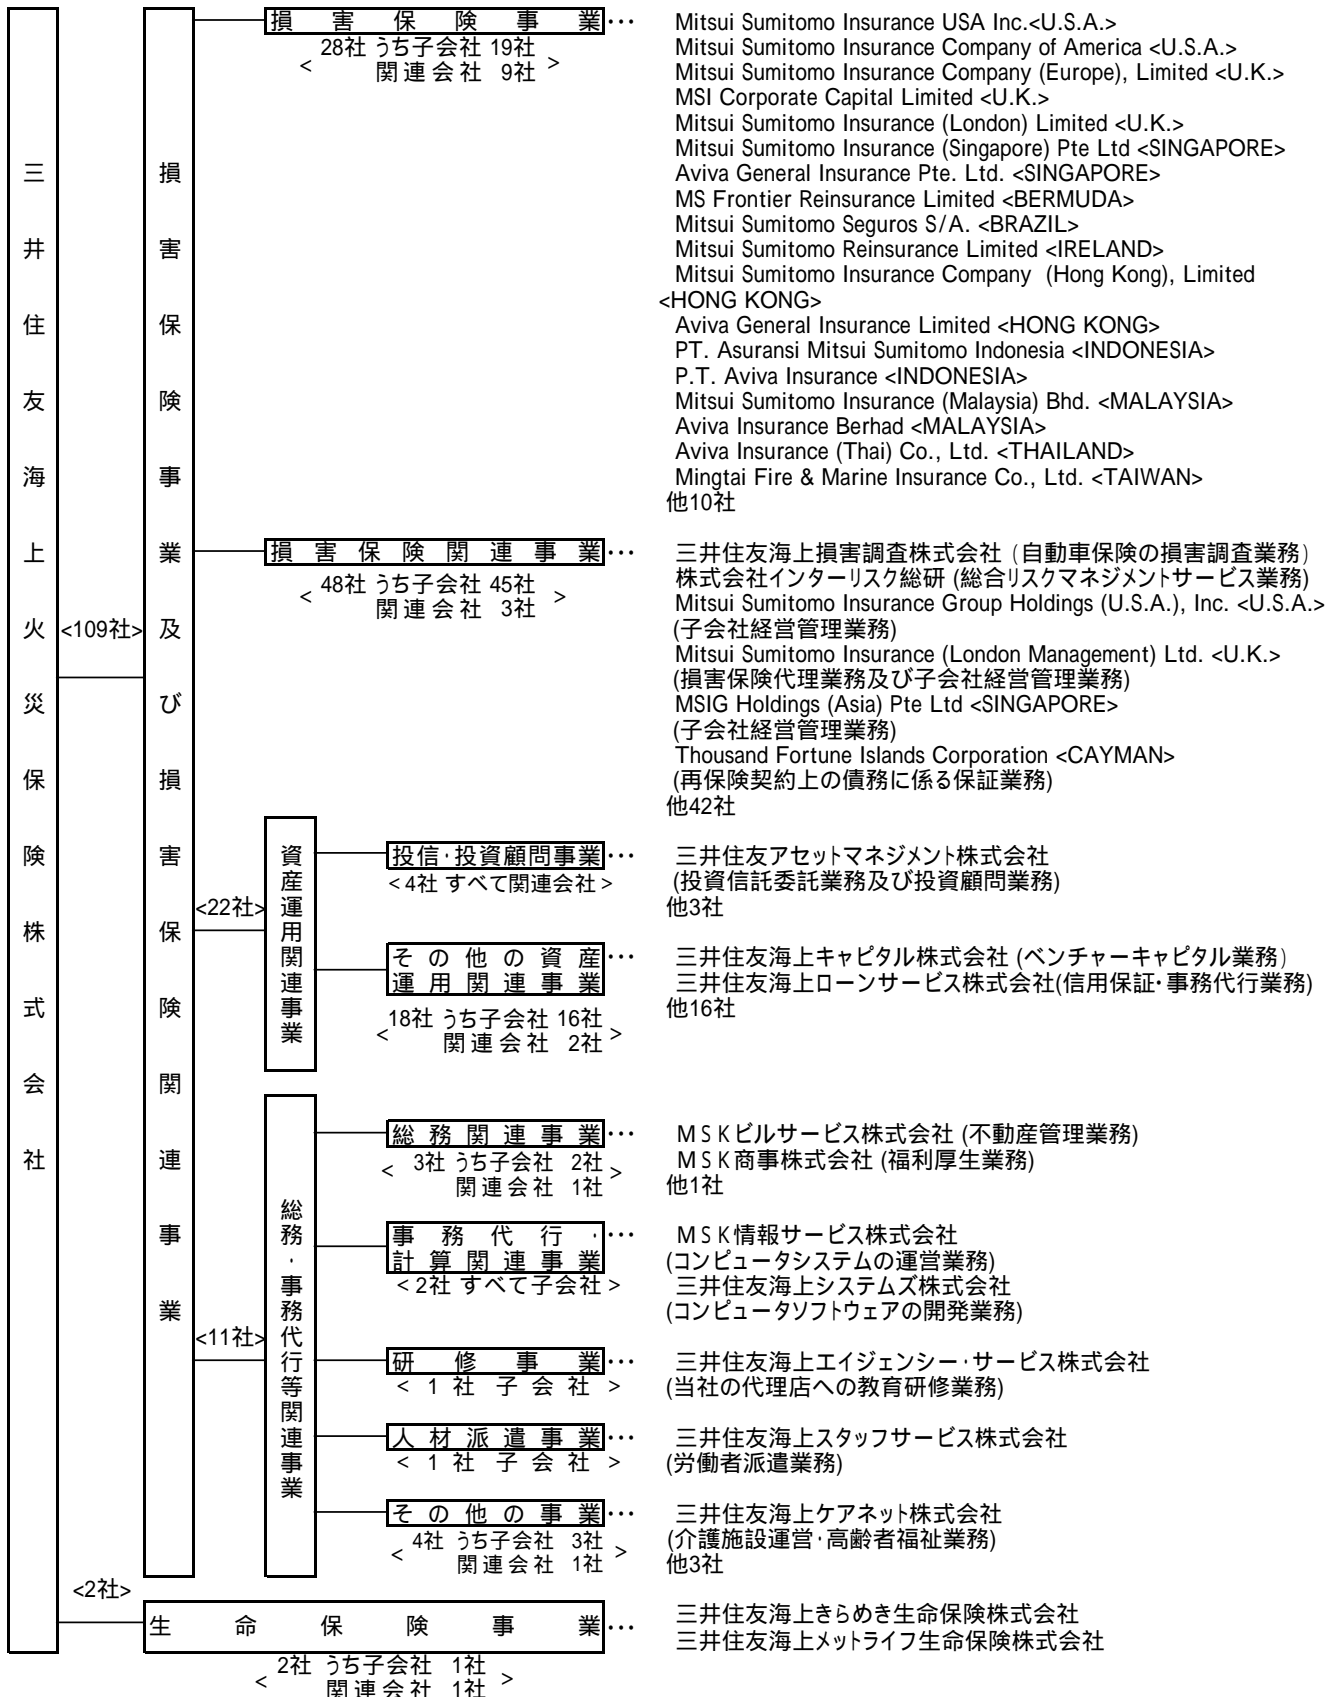 三井住友海上火災保険株式会社
<109社>
損害保険事業及び損害保険関連事業
損害保険事業…
<28社 うち子会社 19社
関連会社 9社>
Mitsui Sumitomo Insurance USA Inc.<U.S.A.>
Mitsui Sumitomo Insurance Company of America <U.S.A.>
Mitsui Sumitomo Insurance Company (Europe), Limited <U.K.>
MSI Corporate Capital Limited <U.K.>
Mitsui Sumitomo Insurance (London) Limited <U.K.>
Mitsui Sumitomo Insurance (Singapore) Pte Ltd <SINGAPORE>
Aviva General Insurance Pte. Ltd. <SINGAPORE>
MS Frontier Reinsurance Limited <BERMUDA>
Mitsui Sumitomo Seguros S/A. <BRAZIL>
Mitsui Sumitomo Reinsurance Limited <IRELAND>
Mitsui Sumitomo Insurance Company (Hong Kong), Limited
<HONG KONG>
Aviva General Insurance Limited <HONG KONG>
PT. Asuransi Mitsui Sumitomo Indonesia <INDONESIA>
P.T. Aviva Insurance <INDONESIA>
Mitsui Sumitomo Insurance (Malaysia) Bhd. <MALAYSIA>
Aviva Insurance Berhad <MALAYSIA>
Aviva Insurance (Thai) Co., Ltd. <THAILAND>
Mingtai Fire & Marine Insurance Co., Ltd. <TAIWAN>
他10社
損害保険関連事業…
<48社 うち子会社 45社
関連会社 3社>
三井住友海上損害調査株式会社 (自動車保険の損害調査業務)
株式会社インターリスク総研 (総合リスクマネジメントサービス業務)
Mitsui Sumitomo Insurance Group Holdings (U.S.A.), Inc. <U.S.A.>
(子会社経営管理業務)
Mitsui Sumitomo Insurance (London Management) Ltd. <U.K.>
(損害保険代理業務及び子会社経営管理業務)
MSIG Holdings (Asia) Pte Ltd <SINGAPORE>
(子会社経営管理業務)
Thousand Fortune Islands Corporation <CAYMAN>
(再保険契約上の債務に係る保証業務)
他42社
<22社>
資産運用関連事業
投信・投資顧問事業…
<4社 すべて関連会社>
三井住友アセットマネジメント株式会社
(投資信託委託業務及び投資顧問業務)
他3社
その他の資産…
運用関連事業
<18社 うち子会社 16社
関連会社 2社>
三井住友海上キャピタル株式会社 (ベンチャーキャピタル業務)
三井住友海上ローンサービス株式会社(信用保証・事務代行業務)
他16社
<11社>
総務・事務代行等関連事業
総務関連事業…
<3社 うち子会社 2社
関連会社 1社>
MSKビルサービス株式会社 (不動産管理業務)
MSK商事株式会社 (福利厚生業務)
他1社
事務代行・…
計算関連事業
<2社 すべて子会社>
MSK情報サービス株式会社
(コンピュータシステムの運営業務)
三井住友海上システムズ株式会社
(コンピュータソフトウェアの開発業務)
研修事業…
<1社 子会社>
三井住友海上エイジェンシー・サービス株式会社
(当社の代理店への教育研修業務)
人材派遣事業…
<1社 子会社>
三井住友海上スタッフサービス株式会社
(労働者派遣業務)
その他の事業…
<4社 うち子会社 3社
関連会社 1社>
三井住友海上ケアネット株式会社
(介護施設運営・高齢者福祉業務)
他3社
<2社>
生命保険事業…
<2社 うち子会社 1社
関連会社 1社>
三井住友海上きらめき生命保険株式会社
三井住友海上メットライフ生命保険株式会社